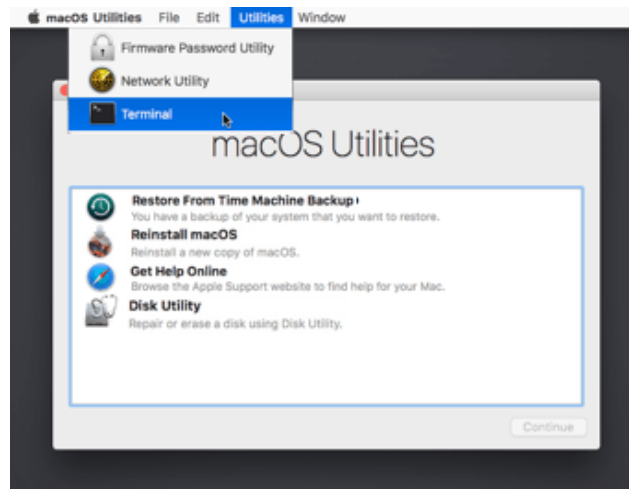 macOS Utilities File Edit Utilities Window
Firmware Password Utility
Network Utility
Terminal
macOS Utilities
Restore From Time Machine Backup
You have a backup of your system that you want to restore.
Reinstall macOS
Reinstall a new copy of macOS.
Get Help Online
Browse the Apple Support website to find help for your Mac.
Disk Utility
Repair or erase a disk using Disk Utility.
Continue